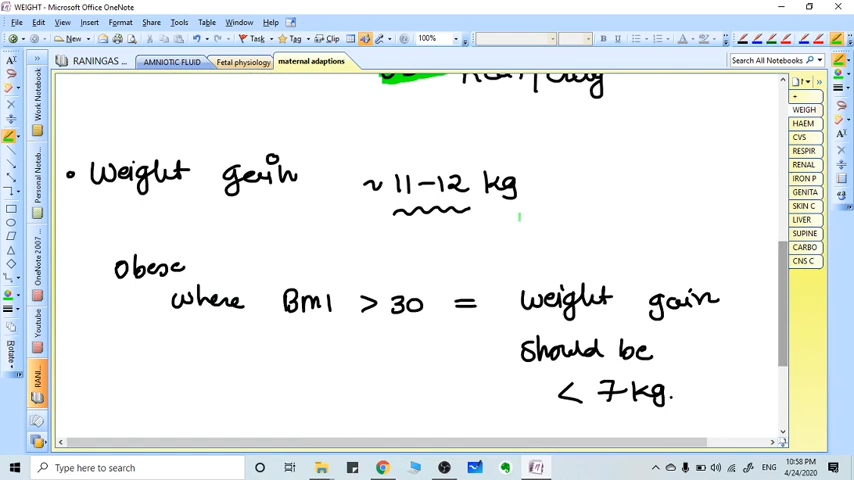 WEIGHT - Microsoft Office OneNote
File Edit View Insert Format Share Tools Table Window Help
New Task Tag Clip 100% B I U
RANINGAS ... AMNIOTIC FLUID Fetal physiology maternal adaptions Search All Notebooks
+
WEIGH
HAEM
CVS
RESPIR
RENAL
IRON P
GENITA
SKIN C
LIVER
SUPINE
CARBO
CNS C
Work Notebook
Personal Noteb
OneNote 2007
Youtube
RANI
Rotate
• Weight gain ~ 11-12 kg
Obese
where BMI > 30 = weight gain
should be
< 7 kg.
Type here to search
ENG
10:58 PM
4/24/2020